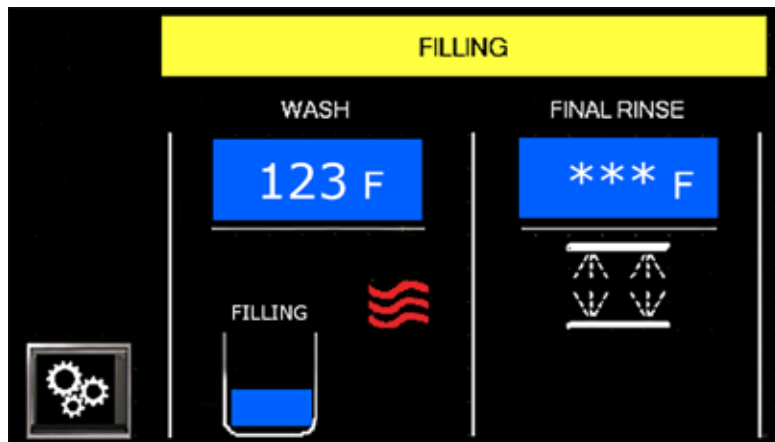 FILLING
WASH
FINAL RINSE
123 F
*** F
FILLING